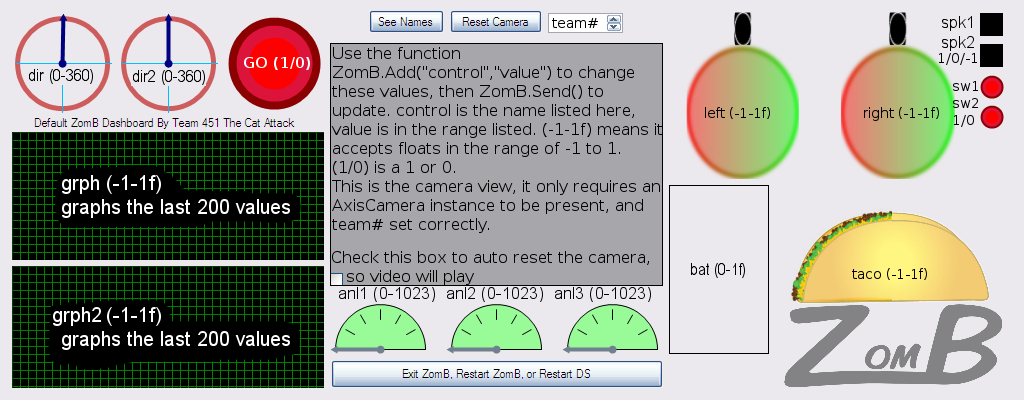 dir (0-360)
dir2 (0-360)
GO (1/0)
Default ZomB Dashboard By Team 451 The Cat Attack
grph (-1-1f)
graphs the last 200 values
grph2 (-1-1f)
graphs the last 200 values
See Names
Reset Camera
team#
Use the function
ZomB.Add("control","value") to change
these values, then ZomB.Send() to
update. control is the name listed here,
value is in the range listed. (-1-1f) means it
accepts floats in the range of -1 to 1.
(1/0) is a 1 or 0.
This is the camera view, it only requires an
AxisCamera instance to be present, and
team# set correctly.
Check this box to auto reset the camera,
so video will play
anl1 (0-1023)
anl2 (0-1023)
anl3 (0-1023)
Exit ZomB, Restart ZomB, or Restart DS
left (-1-1f)
right (-1-1f)
spk1
spk2
1/0/-1
sw1
sw2
1/0
bat (0-1f)
taco (-1-1f)
ZomB